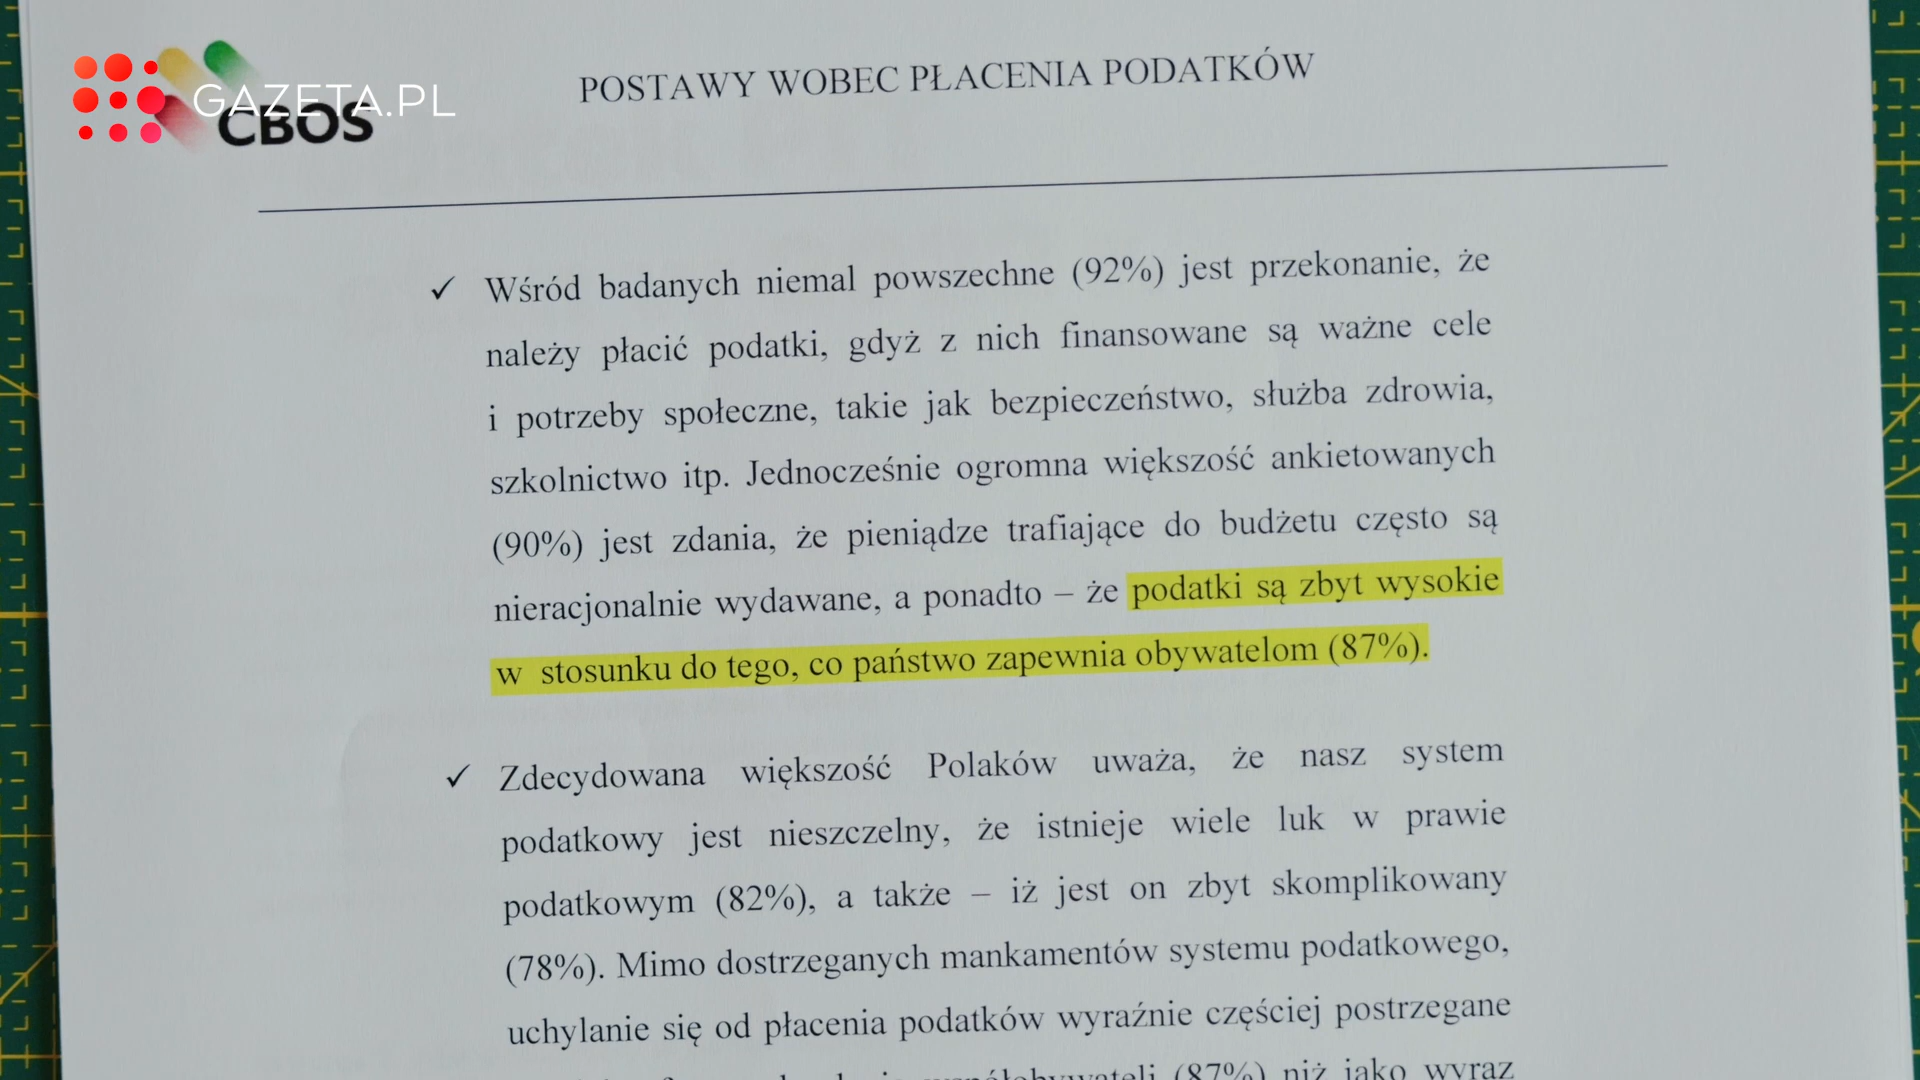 GAZETA.PL
CBOS
POSTAWY WOBEC PŁACENIA PODATKÓW
✓ Wśród badanych niemal powszechne (92%) jest przekonanie, że
należy płacić podatki, gdyż z nich finansowane są ważne cele
i potrzeby społeczne, takie jak bezpieczeństwo, służba zdrowia,
szkolnictwo itp. Jednocześnie ogromna większość ankietowanych
(90%) jest zdania, że pieniądze trafiające do budżetu często są
nieracjonalnie wydawane, a ponadto – że podatki są zbyt wysokie
w stosunku do tego, co państwo zapewnia obywatelom (87%).
✓ Zdecydowana większość Polaków uważa, że nasz system
podatkowy jest nieszczelny, że istnieje wiele luk w prawie
podatkowym (82%), a także – iż jest on zbyt skomplikowany
(78%). Mimo dostrzeganych mankamentów systemu podatkowego,
uchylanie się od płacenia podatków wyraźnie częściej postrzegane
(87%) niż jako wyraz